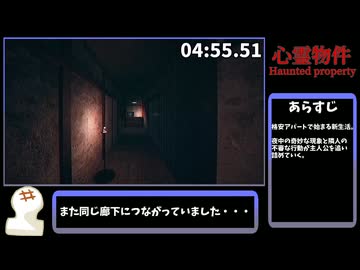 04:55.51
心霊物件
Haunted property
あらすじ
格安アパートで始まる新生活。
夜中の奇妙な現象と隣人の
不審な行動が主人公を追い
詰めていく。
また同じ廊下につながっていました・・・